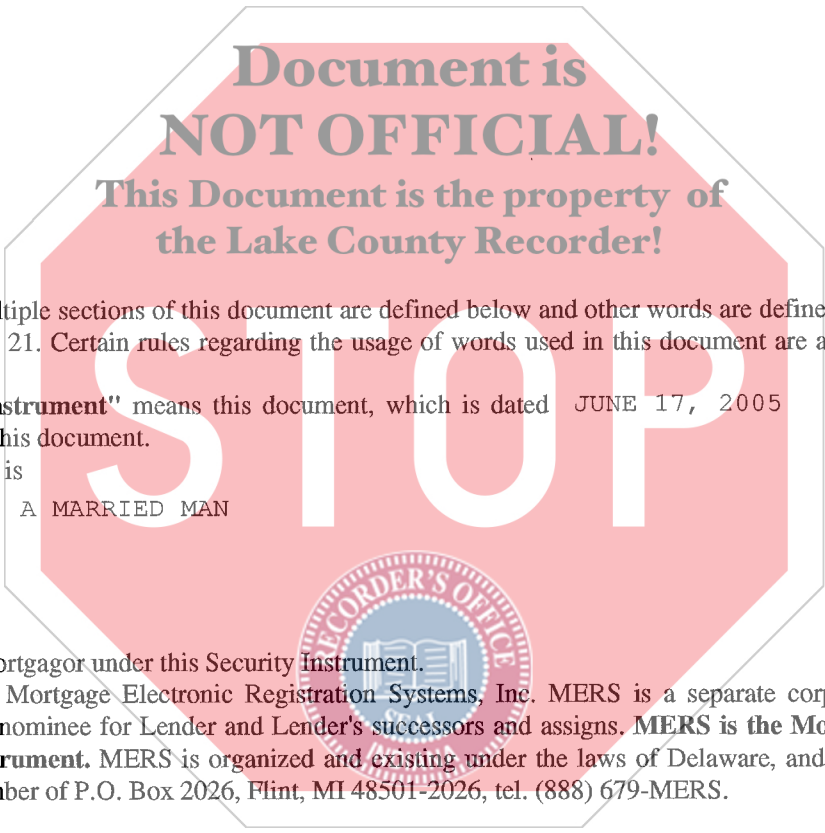 Document is
NOT OFFICIAL!
This Document is the property of
the Lake County Recorder!
ltiple sections of this document are defined below and other words are define
21. Certain rules regarding the usage of words used in this document are a
strument" means this document, which is dated JUNE 17, 2005
his document.
is
A MARRIED MAN
STOP
RECORDER'S OFFICE
SEAL
INDIANA
ortgagor under this Security Instrument.
Mortgage Electronic Registration Systems, Inc. MERS is a separate corp
nominee for Lender and Lender's successors and assigns. MERS is the Mo
rument. MERS is organized and existing under the laws of Delaware, and
ber of P.O. Box 2026, Flint, MI 48501-2026, tel. (888) 679-MERS.